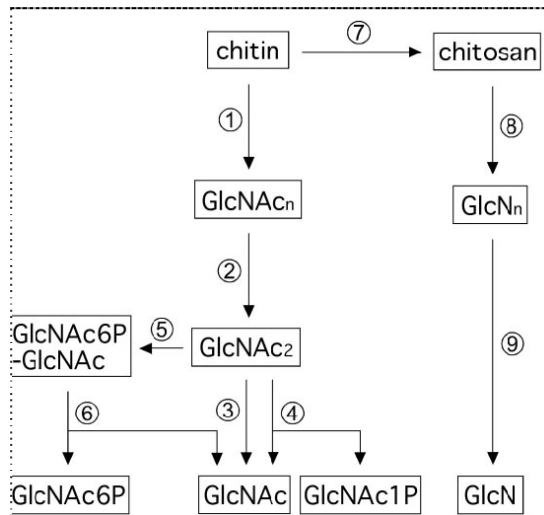 chitin
⑦
chitosan
①
⑧
GlcNAcn
GlcNn
②
GlcNAc6P
-GlcNAc
⑤
GlcNAc2
⑨
⑥
③
④
GlcNAc6P
GlcNAc
GlcNAc1P
GlcN